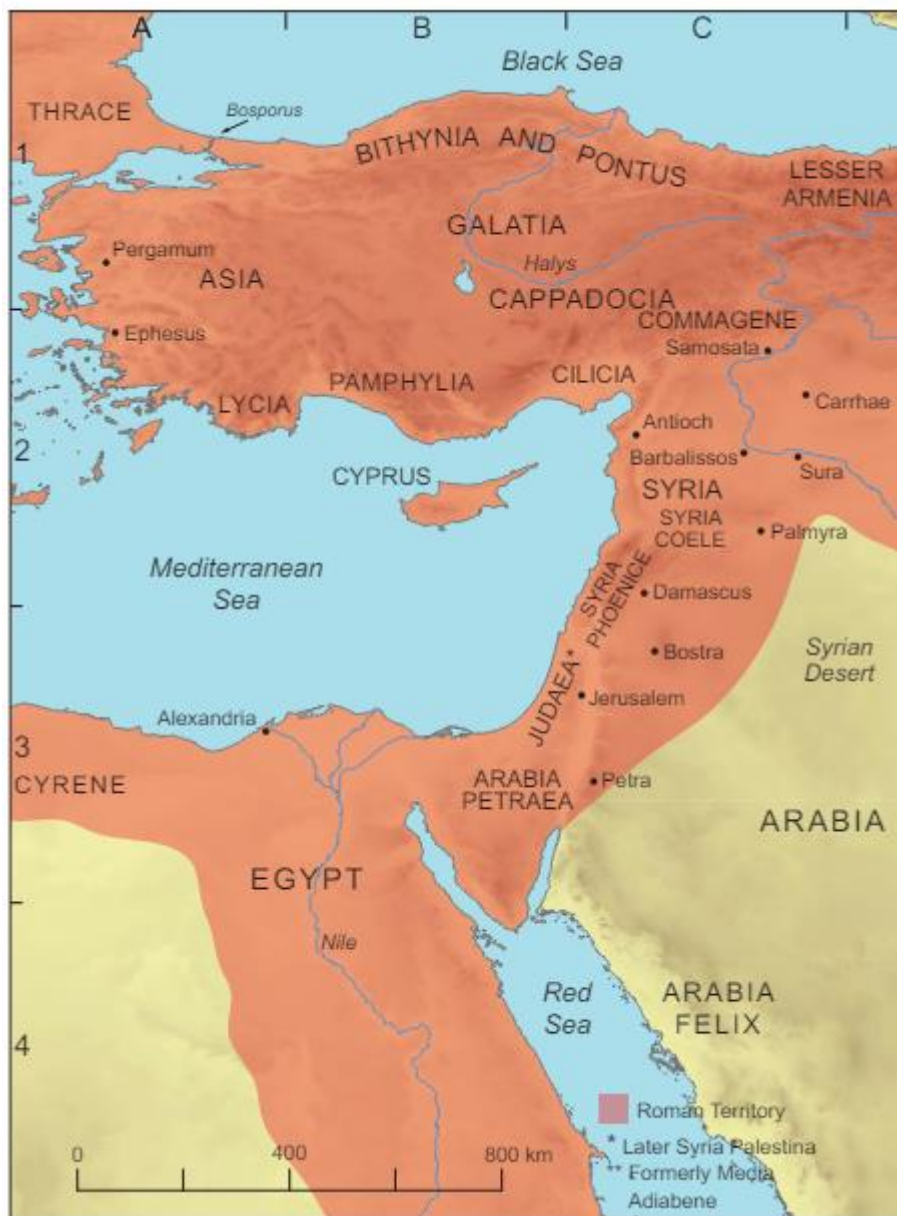 A
B
C
Black Sea
THRACE
Bosporus
1
BITHYNIA AND PONTUS
LESSER
ARMENIA
GALATIA
Pergamum
ASIA
Halys
CAPPADOCIA
COMMAGENE
Ephesus
Samosata
PAMPHYLIA
CILICIA
LYCIA
Carrhae
Antioch
2
Barbalissos
CYPRUS
Sura
SYRIA
SYRIA
COELE
Palmyra
Mediterranean
Sea
SYRIA
PHOENICE
Damascus
Bostra
Syrian
Desert
JUDAEA*
Jerusalem
Alexandria
3
CYRENE
ARABIA
PETRAEA
Petra
ARABIA
EGYPT
Nile
Red
Sea
ARABIA
FELIX
4
Roman Territory
* Later Syria Palestina
** Formerly Media
Adiabene
0
400
800 km